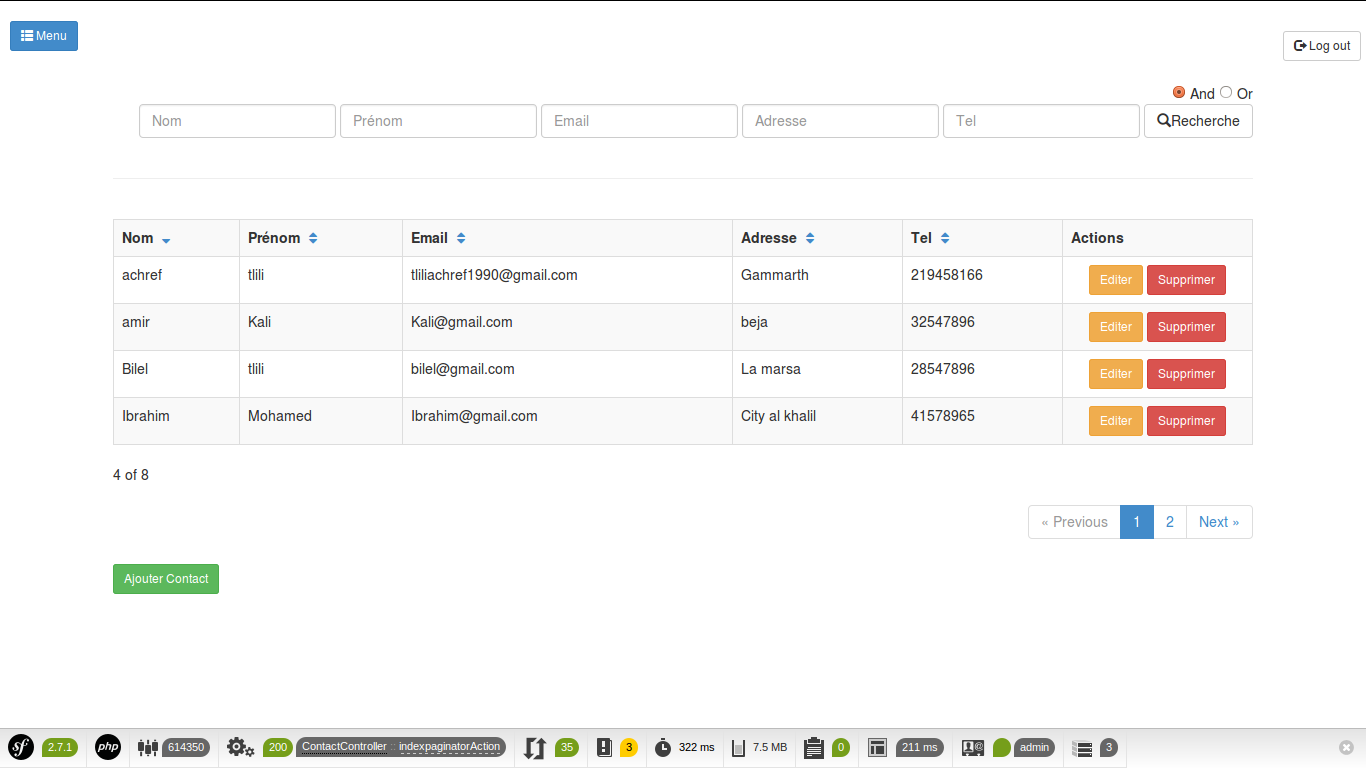 Menu
Log out
And Or
Nom Prénom Email Adresse Tel Recherche
Nom Prénom Email Adresse Tel Actions
achref tlili tliliachref1990@gmail.com Gammarth 219458166 Editer Supprimer
amir Kali Kali@gmail.com beja 32547896 Editer Supprimer
Bilel tlili bilel@gmail.com La marsa 28547896 Editer Supprimer
Ibrahim Mohamed Ibrahim@gmail.com City al khalil 41578965 Editer Supprimer
4 of 8
« Previous 1 2 Next »
Ajouter Contact
sf 2.7.1 php 614350 200 ContactController :: indexpaginatorAction 35 3 322 ms 7.5 MB 0 211 ms admin 3